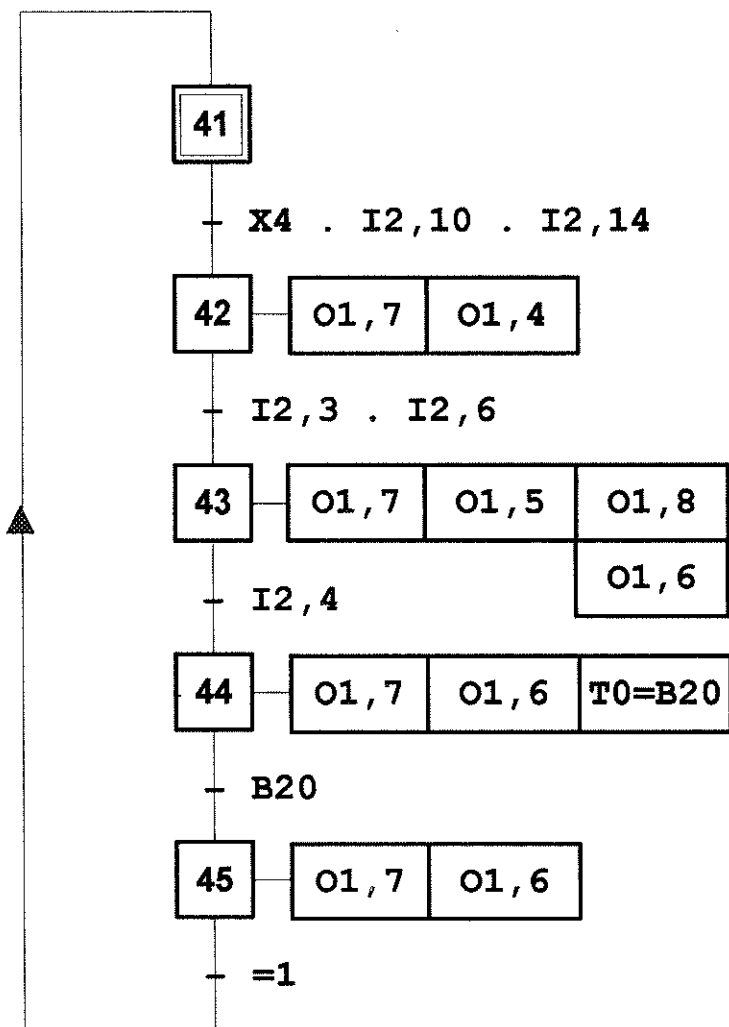 41
X4 . I2,10 . I2,14
42 O1,7 O1,4
I2,3 . I2,6
43 O1,7 O1,5 O1,8
O1,6
I2,4
44 O1,7 O1,6 T0=B20
B20
45 O1,7 O1,6
=1